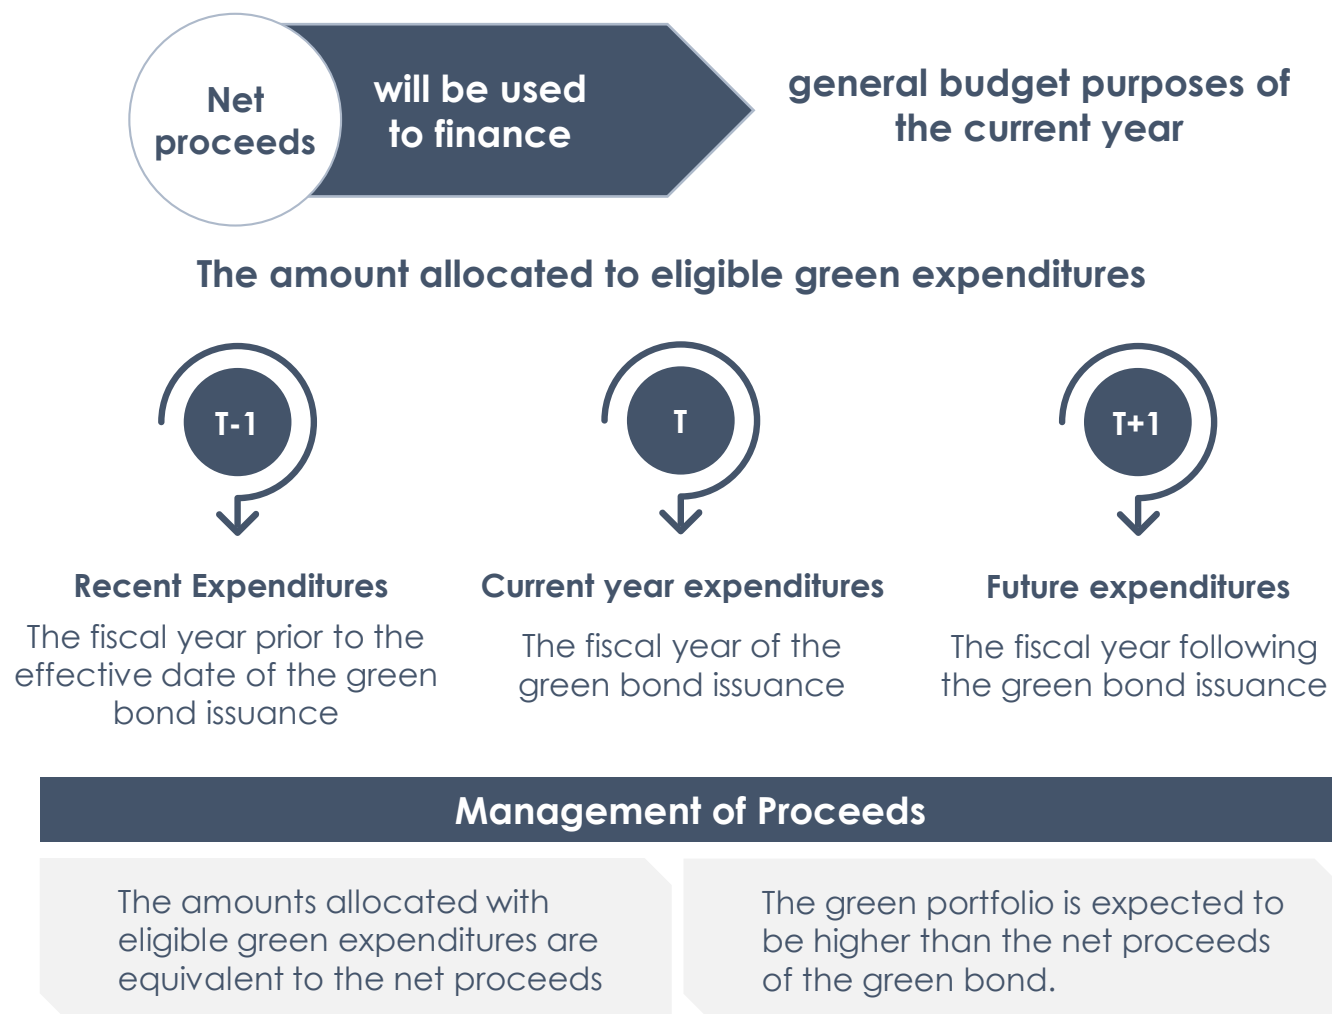 Net
proceeds
will be used
to finance
general budget purposes of
the current year
The amount allocated to eligible green expenditures
T-1
T
T+1
Recent Expenditures
The fiscal year prior to the
effective date of the green
bond issuance
Current year expenditures
The fiscal year of the
green bond issuance
Future expenditures
The fiscal year following
the green bond issuance
Management of Proceeds
The amounts allocated with
eligible green expenditures are
equivalent to the net proceeds
The green portfolio is expected to
be higher than the net proceeds
of the green bond.